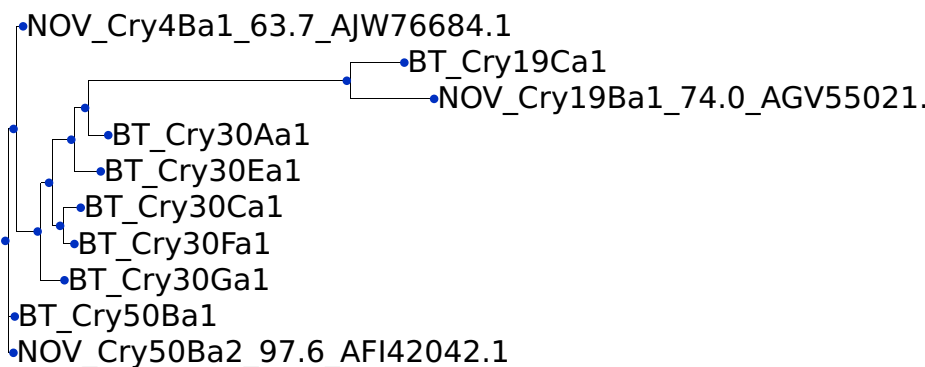 NOV_Cry4Ba1_63.7_AJW76684.1
BT_Cry19Ca1
NOV_Cry19Ba1_74.0_AGV55021.
BT_Cry30Aa1
BT_Cry30Ea1
BT_Cry30Ca1
BT_Cry30Fa1
BT_Cry30Ga1
BT_Cry50Ba1
NOV_Cry50Ba2_97.6_AFI42042.1